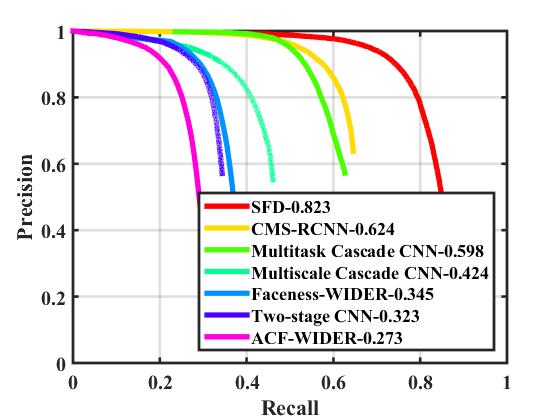 1
0.8
0.6
0.4
0.2
0
Precision
SFD-0.823
CMS-RCNN-0.624
Multitask Cascade CNN-0.598
Multiscale Cascade CNN-0.424
Faceness-WIDER-0.345
Two-stage CNN-0.323
ACF-WIDER-0.273
0 0.2 0.4 0.6 0.8 1
Recall